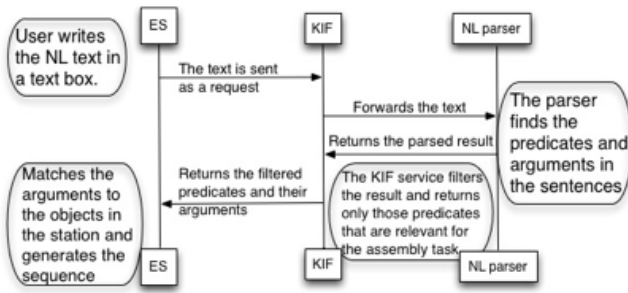 ES
KIF
NL parser
User writes
the NL text in
a text box.
The text is sent
as a request
Forwards the text
The parser
finds the
predicates and
arguments in
the sentences
Returns the parsed result
Returns the filtered
predicates and their
arguments
The KIF service filters
the result and returns
only those predicates
that are relevant for
the assembly task
Matches the
arguments to
the objects in
the station and
generates the
sequence
ES
KIF
NL parser